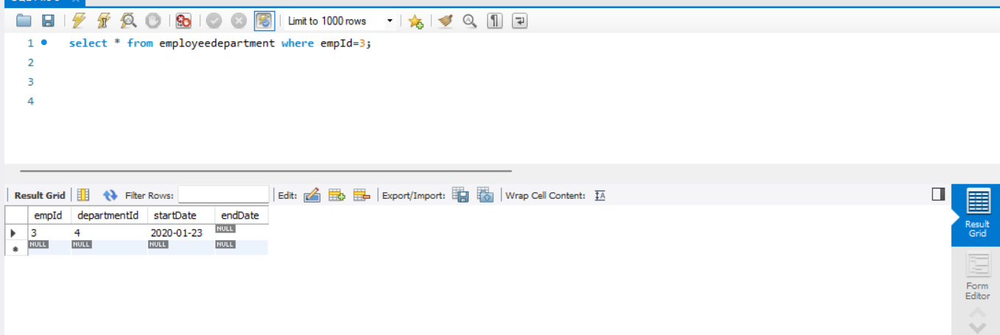 Limit to 1000 rows
1 select * from employeedepartment where empId=3;
2
3
4
Result Grid Filter Rows: Edit: Export/Import: Wrap Cell Content: IA
empId departmentId startDate endDate
3 4 2020-01-23 NULL
NULL NULL NULL NULL
Result
Grid
Form
Editor